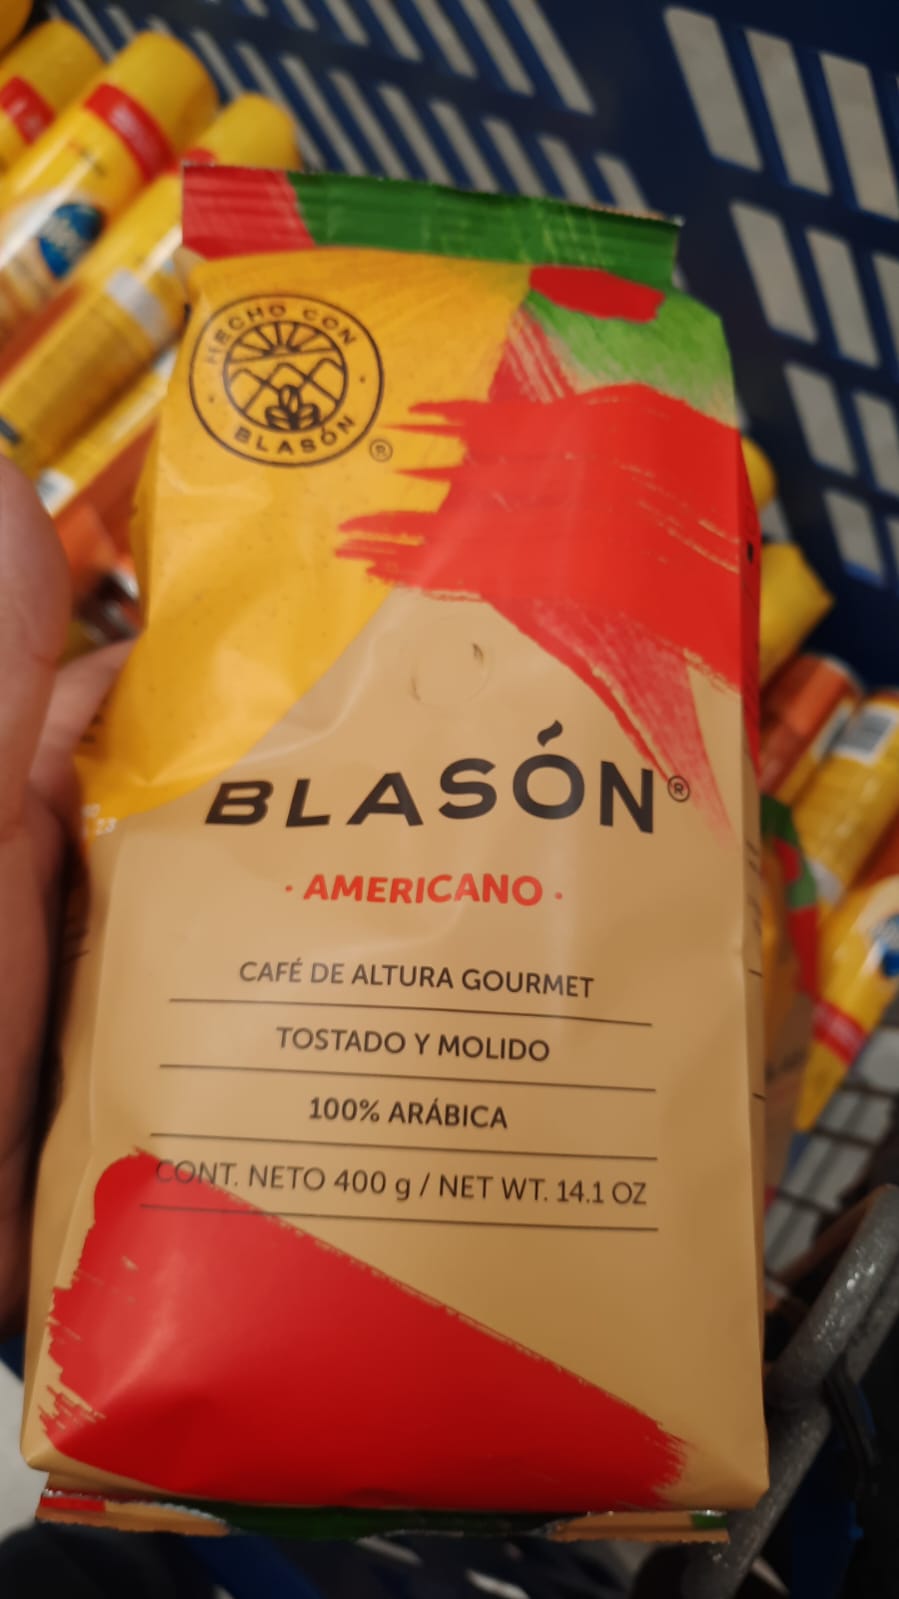 HECHO CON
BLASÓN
®
BLASÓN®
· AMERICANO ·
CAFÉ DE ALTURA GOURMET
TOSTADO Y MOLIDO
100% ARÁBICA
CONT. NETO 400 g / NET WT. 14.1 OZ